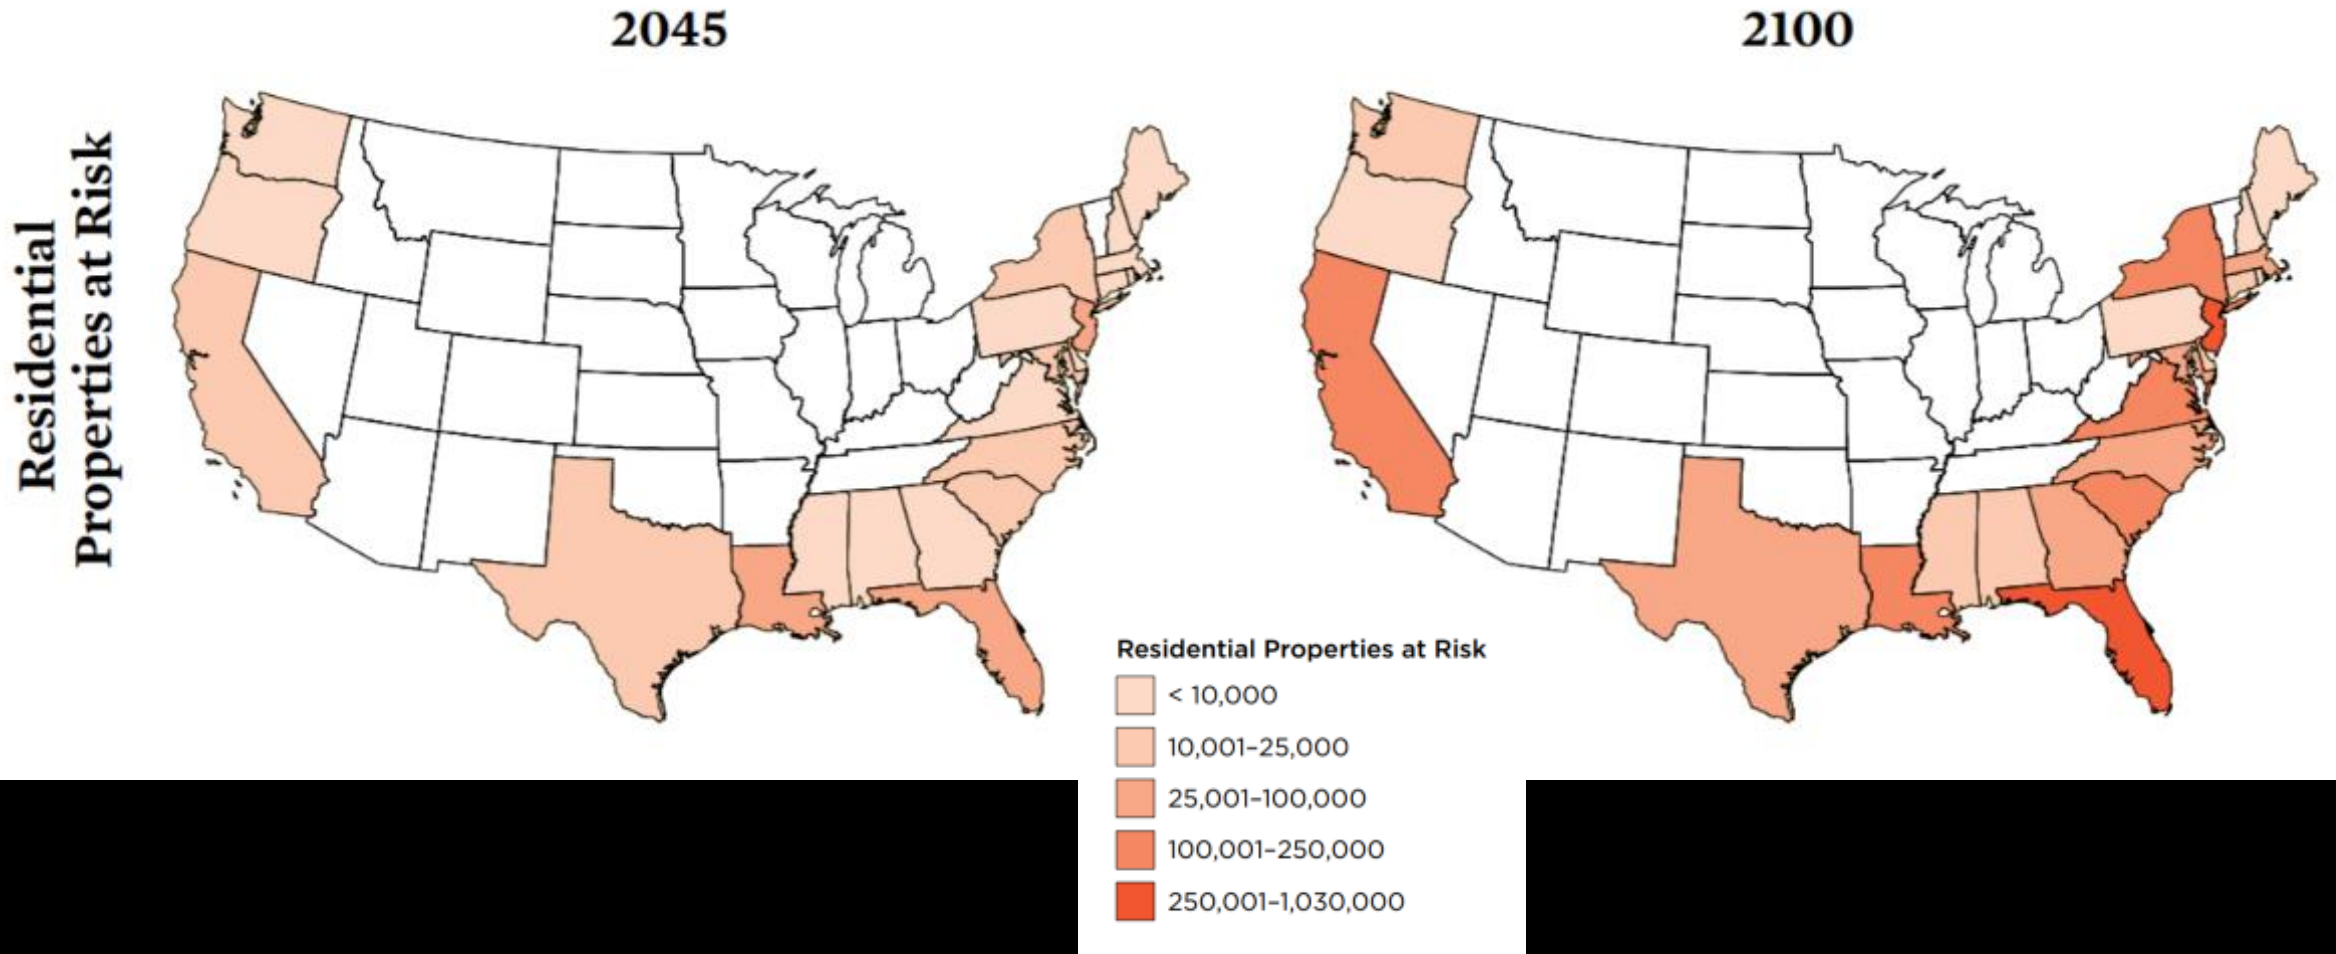 2045
2100
Residential
Properties at Risk
Residential Properties at Risk
< 10,000
10,001–25,000
25,001–100,000
100,001–250,000
250,001–1,030,000